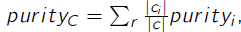 purity_C = ∑_r |c_i|/|c| purity_i,